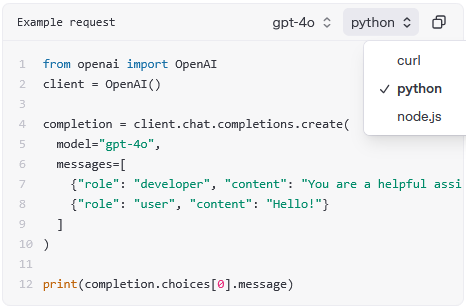 Example request
gpt-4o
python
curl
python
node.js
1 from openai import OpenAI
2 client = OpenAI()
3
4 completion = client.chat.completions.create(
5   model="gpt-4o",
6   messages=[
7     {"role": "developer", "content": "You are a helpful assi
8     {"role": "user", "content": "Hello!"}
9   ]
10 )
11
12 print(completion.choices[0].message)